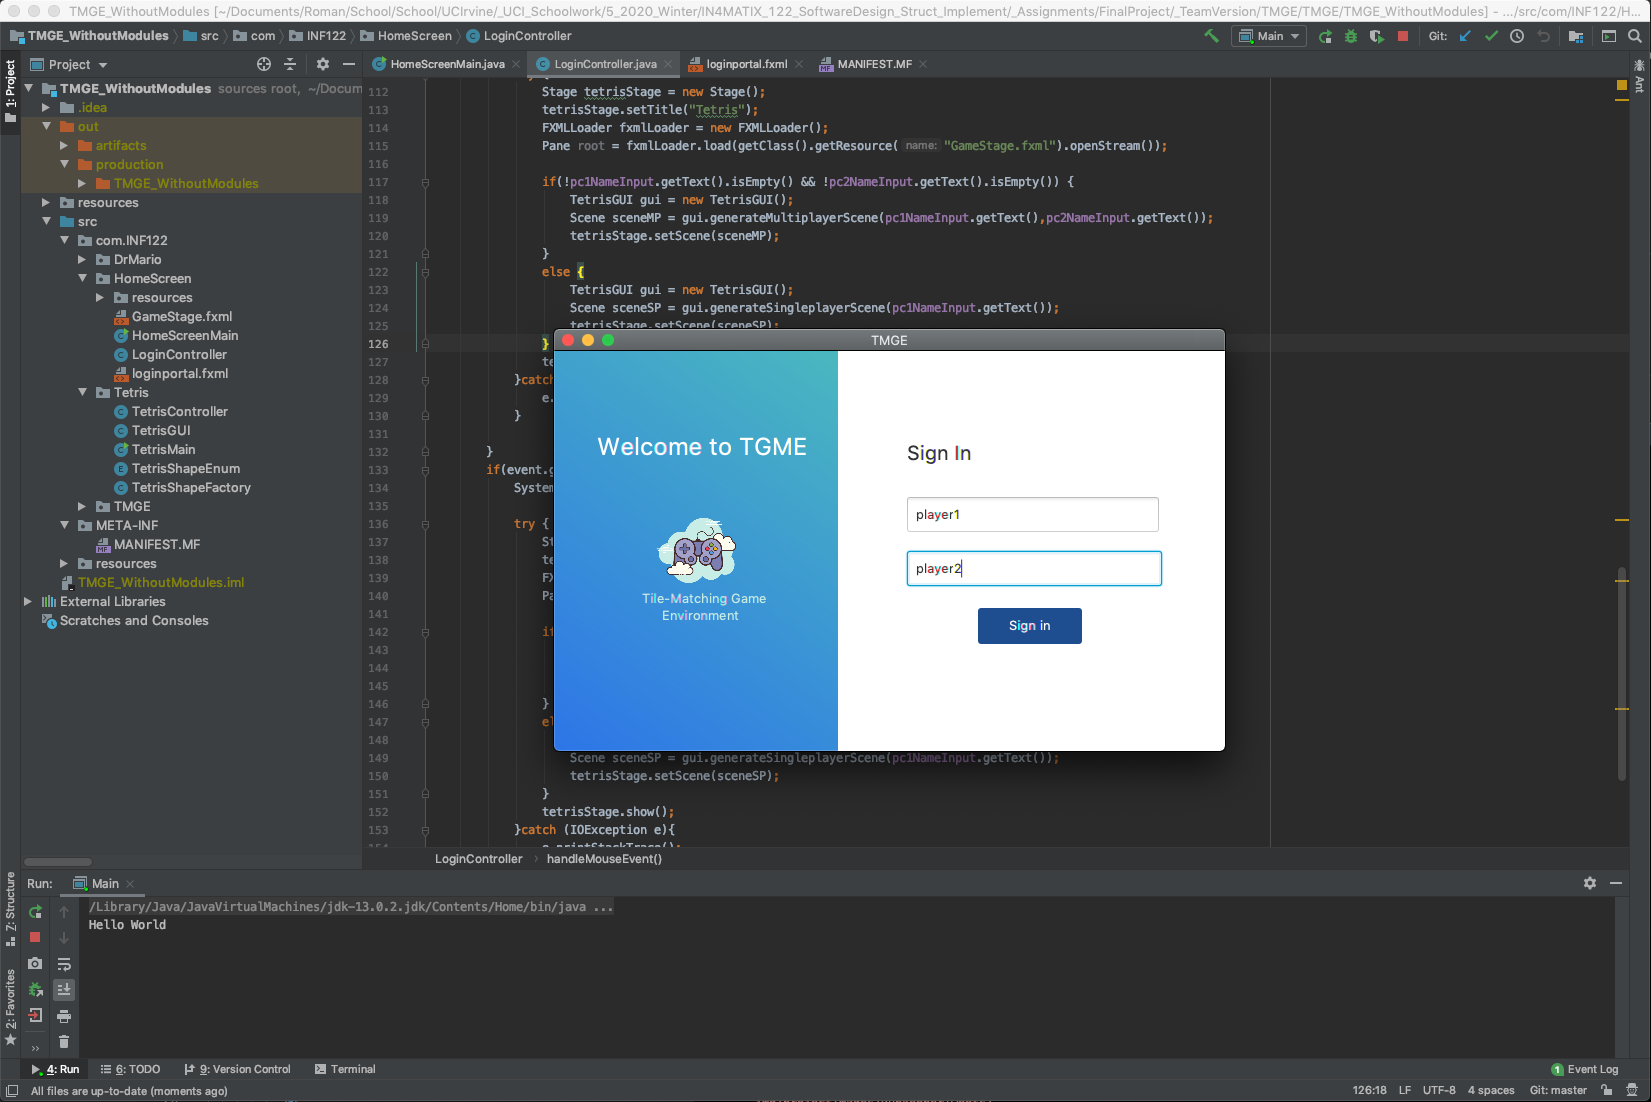 TMGE_WithoutModules [~/Documents/Roman/School/School/UCIrvine/_UCI_Schoolwork/5_2020_Winter/IN4MATIX_122_SoftwareDesign_Struct_Implement/_Assignments/FinalProject/_TeamVersion/TMGE/TMGE/TMGE_WithoutModules] - .../src/com/INF122/H...
TMGE_WithoutModules src com INF122 HomeScreen LoginController Main Git:
1: Project
Project
HomeScreenMain.java LoginController.java loginportal.fxml MANIFEST.MF
Ant
TMGE_WithoutModules sources root, ~/Docum
.idea
out
artifacts
production
TMGE_WithoutModules
resources
src
com.INF122
DrMario
HomeScreen
resources
GameStage.fxml
HomeScreenMain
LoginController
loginportal.fxml
Tetris
TetrisController
TetrisGUI
TetrisMain
TetrisShapeEnum
TetrisShapeFactory
TMGE
META-INF
MANIFEST.MF
resources
TMGE_WithoutModules.iml
External Libraries
Scratches and Consoles
112 Stage tetrisStage = new Stage();
113 tetrisStage.setTitle("Tetris");
114 FXMLLoader fxmlLoader = new FXMLLoader();
115 Pane root = fxmlLoader.load(getClass().getResource( name: "GameStage.fxml").openStream());
116
117 if(!pc1NameInput.getText().isEmpty() && !pc2NameInput.getText().isEmpty()) {
118 TetrisGUI gui = new TetrisGUI();
119 Scene sceneMP = gui.generateMultiplayerScene(pc1NameInput.getText(),pc2NameInput.getText());
120 tetrisStage.setScene(sceneMP);
121 }
122 else {
123 TetrisGUI gui = new TetrisGUI();
124 Scene sceneSP = gui.generateSingleplayerScene(pc1NameInput.getText());
125 tetrisStage.setScene(sceneSP);
126 }
127 te
128 }catch
129 e.
130 }
131
132 }
133 if(event.g
134 System
135
136 try {
137 St
138 te
139 FX
140 Pa
141
142 if
143
144
145
146 }
147 el
148
149 Scene sceneSP = gui.generateSingleplayerScene(pc1NameInput.getText());
150 tetrisStage.setScene(sceneSP);
151 }
152 tetrisStage.show();
153 }catch (IOException e){
154 e.printStackTrace();
TMGE
Welcome to TGME
Tile-Matching Game
Environment
Sign In
player1
player2
Sign in
LoginController handleMouseEvent()
Run: Main
/Library/Java/JavaVirtualMachines/jdk-13.0.2.jdk/Contents/Home/bin/java ...
Hello World
Z: Structure
2: Favorites
4: Run 6: TODO 9: Version Control Terminal 1 Event Log
All files are up-to-date (moments ago) 126:18 LF UTF-8 4 spaces Git: master